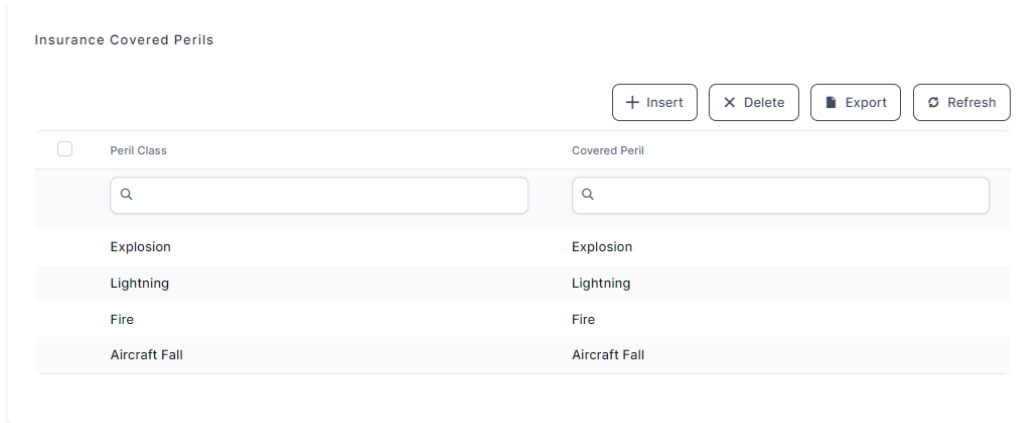 Insurance Covered Perils
Insert Delete Export Refresh
Peril Class Covered Peril
Explosion Explosion
Lightning Lightning
Fire Fire
Aircraft Fall Aircraft Fall